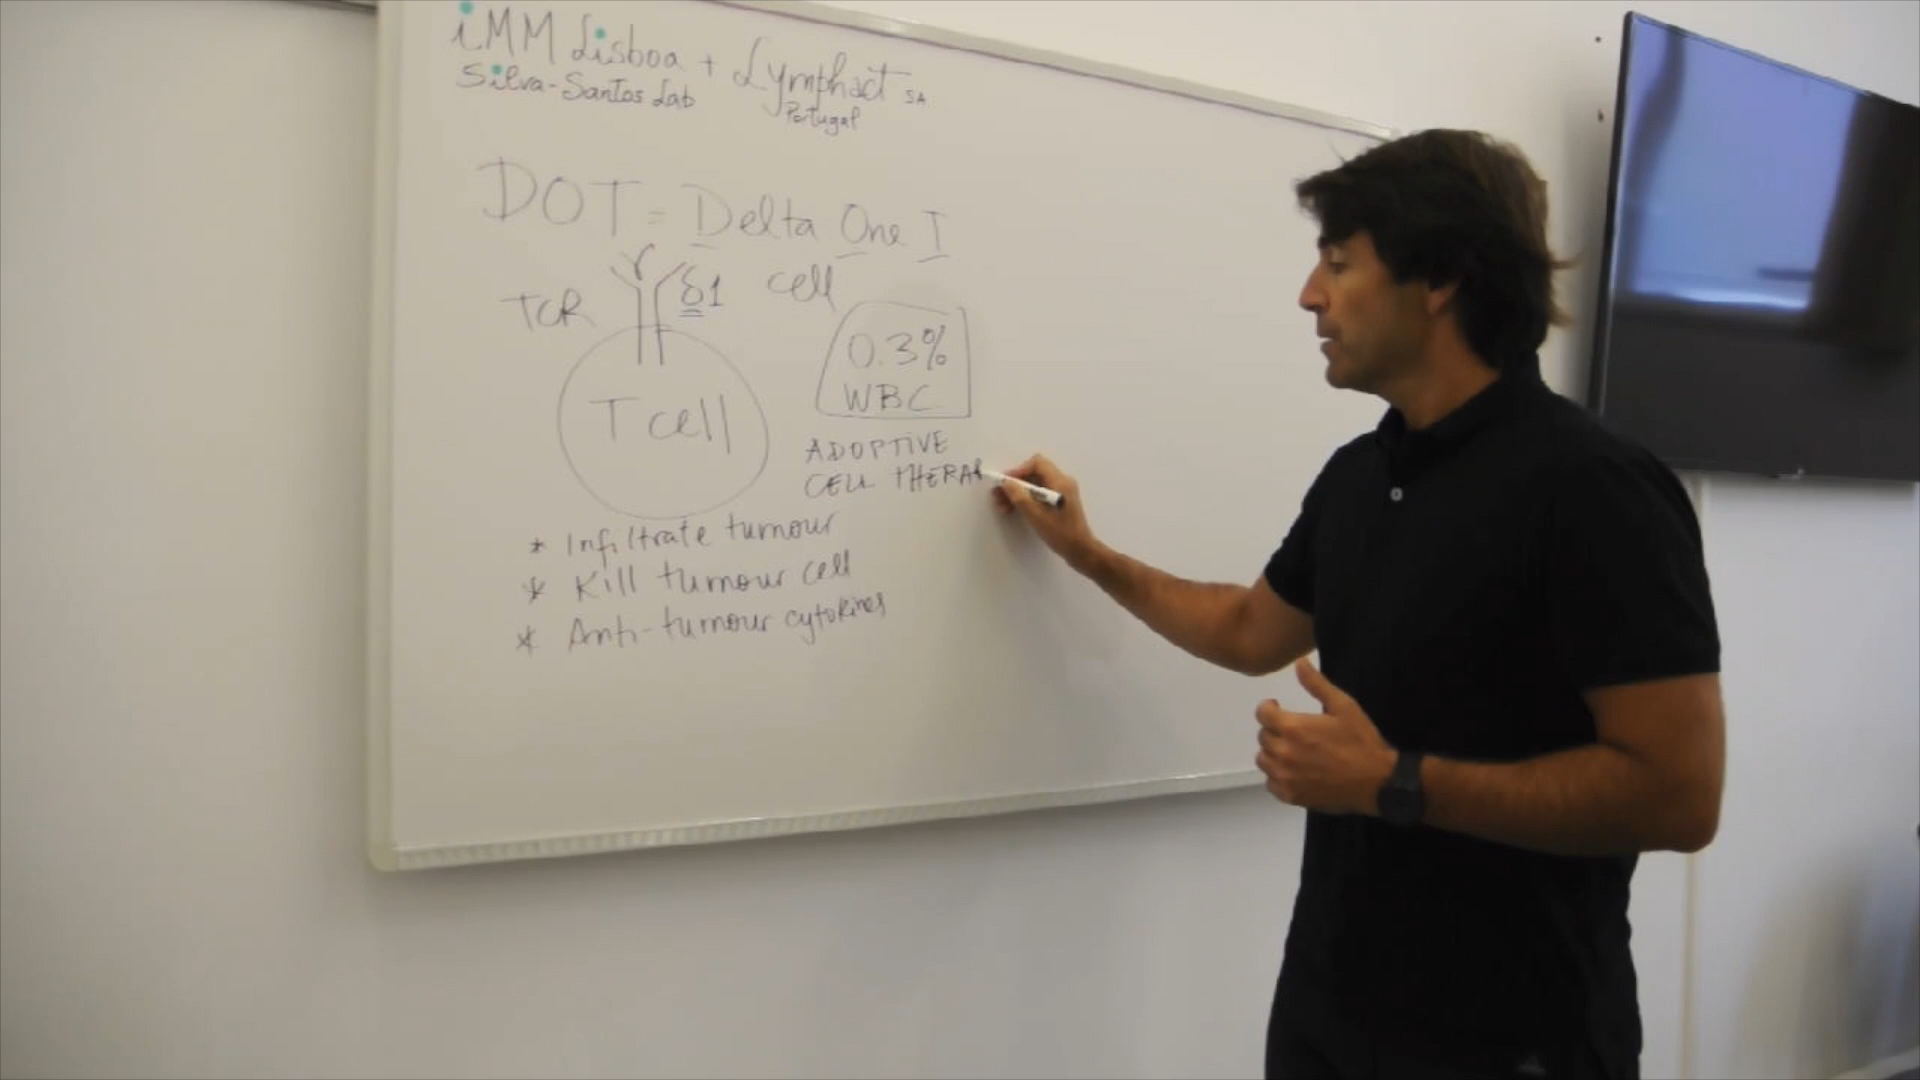 iMM Lisboa + Lymphact SA
Silva-Santos Lab
Portugal
DOT = Delta One T
cell
TCR
γ
δ1
T cell
0.3%
WBC
ADOPTIVE
CELL THERAP
* Infiltrate tumour
* Kill tumour cell
* Anti-tumour cytokines